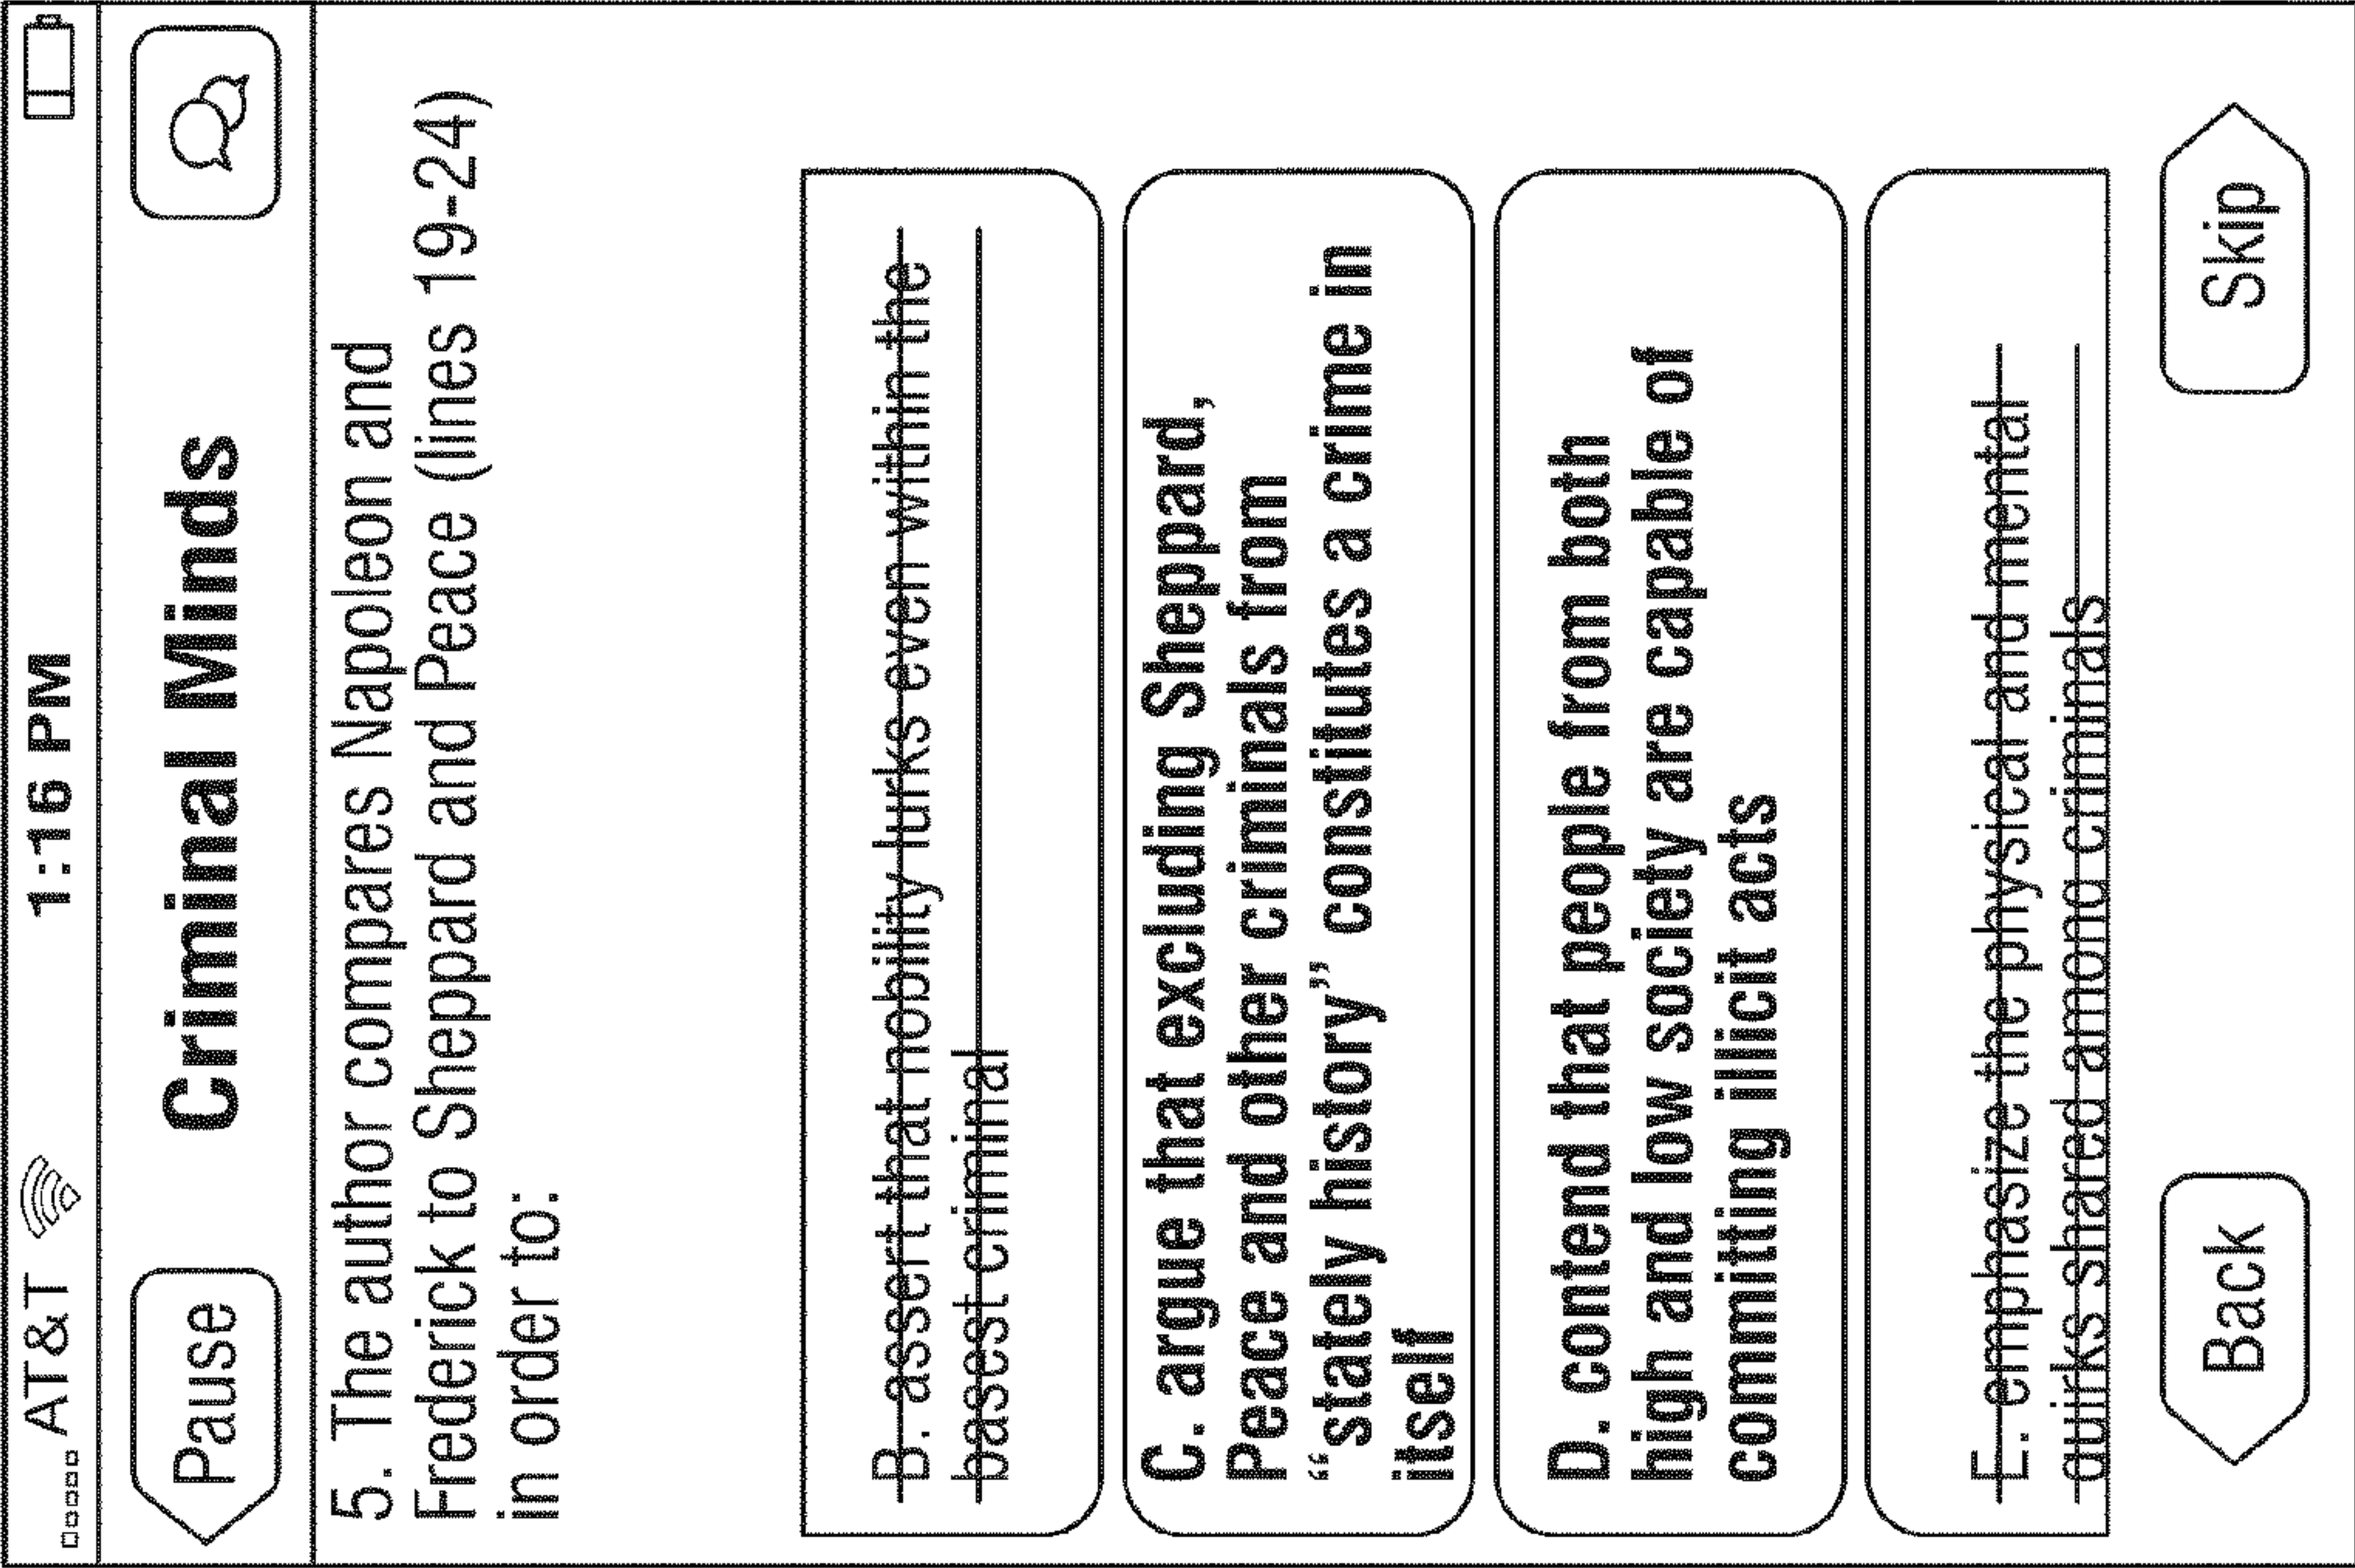 AT&T 1:16 PM
Pause Criminal Minds
5. The author compares Napoleon and
Frederick to Sheppard and Peace (lines 19-24)
in order to:
B. assert that nobility lurks even within the
basest criminal
C. argue that excluding Sheppard,
Peace and other criminals from
“stately history” constitutes a crime in
itself
D. contend that people from both
high and low society are capable of
committing illicit acts
E. emphasize the physical and mental
quirks shared among criminals
Back Skip